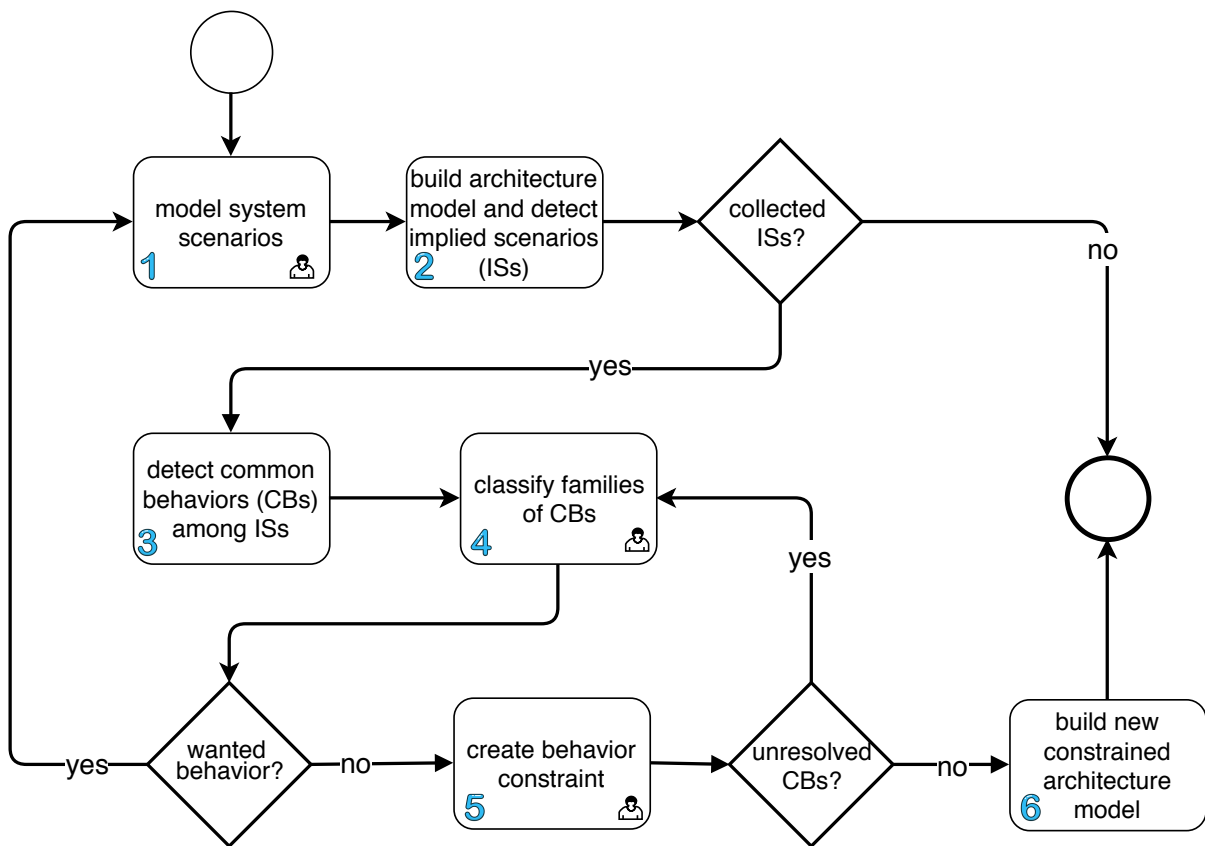 model system
scenarios
1
build architecture
model and detect
implied scenarios
(ISs)
2
collected
ISs?
no
yes
detect common
behaviors (CBs)
among ISs
3
classify families
of CBs
4
yes
wanted
behavior?
yes
no
create behavior
constraint
5
unresolved
CBs?
no
build new
constrained
architecture
model
6